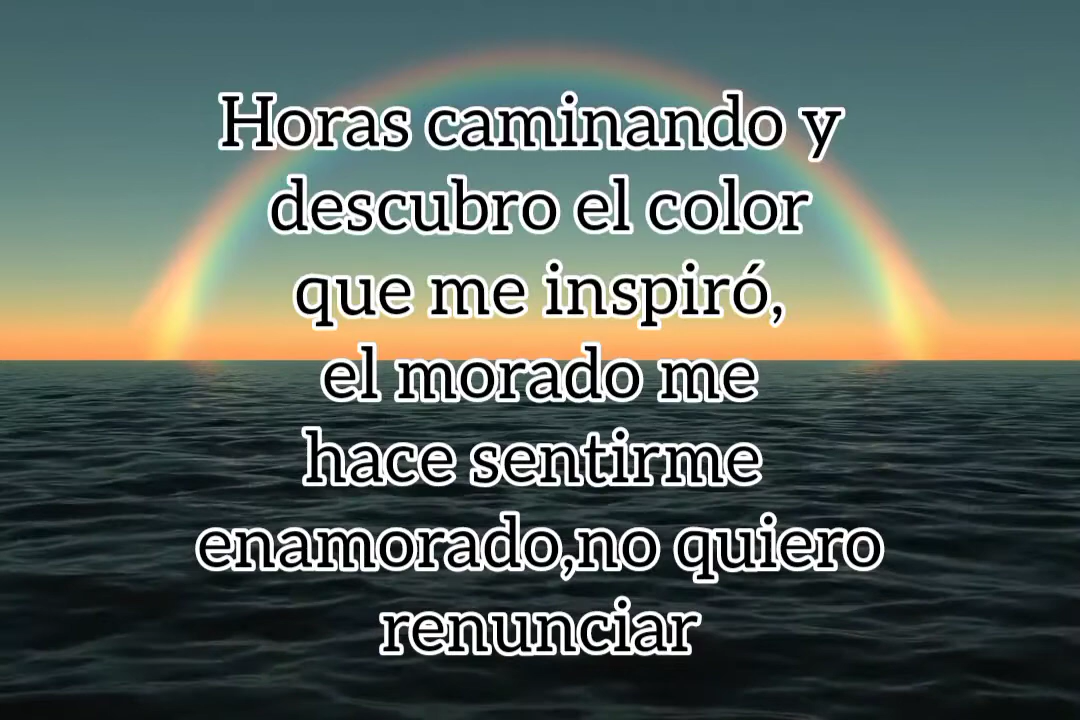 Horas caminando y
descubro el color
que me inspiró,
el morado me
hace sentirme
enamorado,no quiero
renunciar